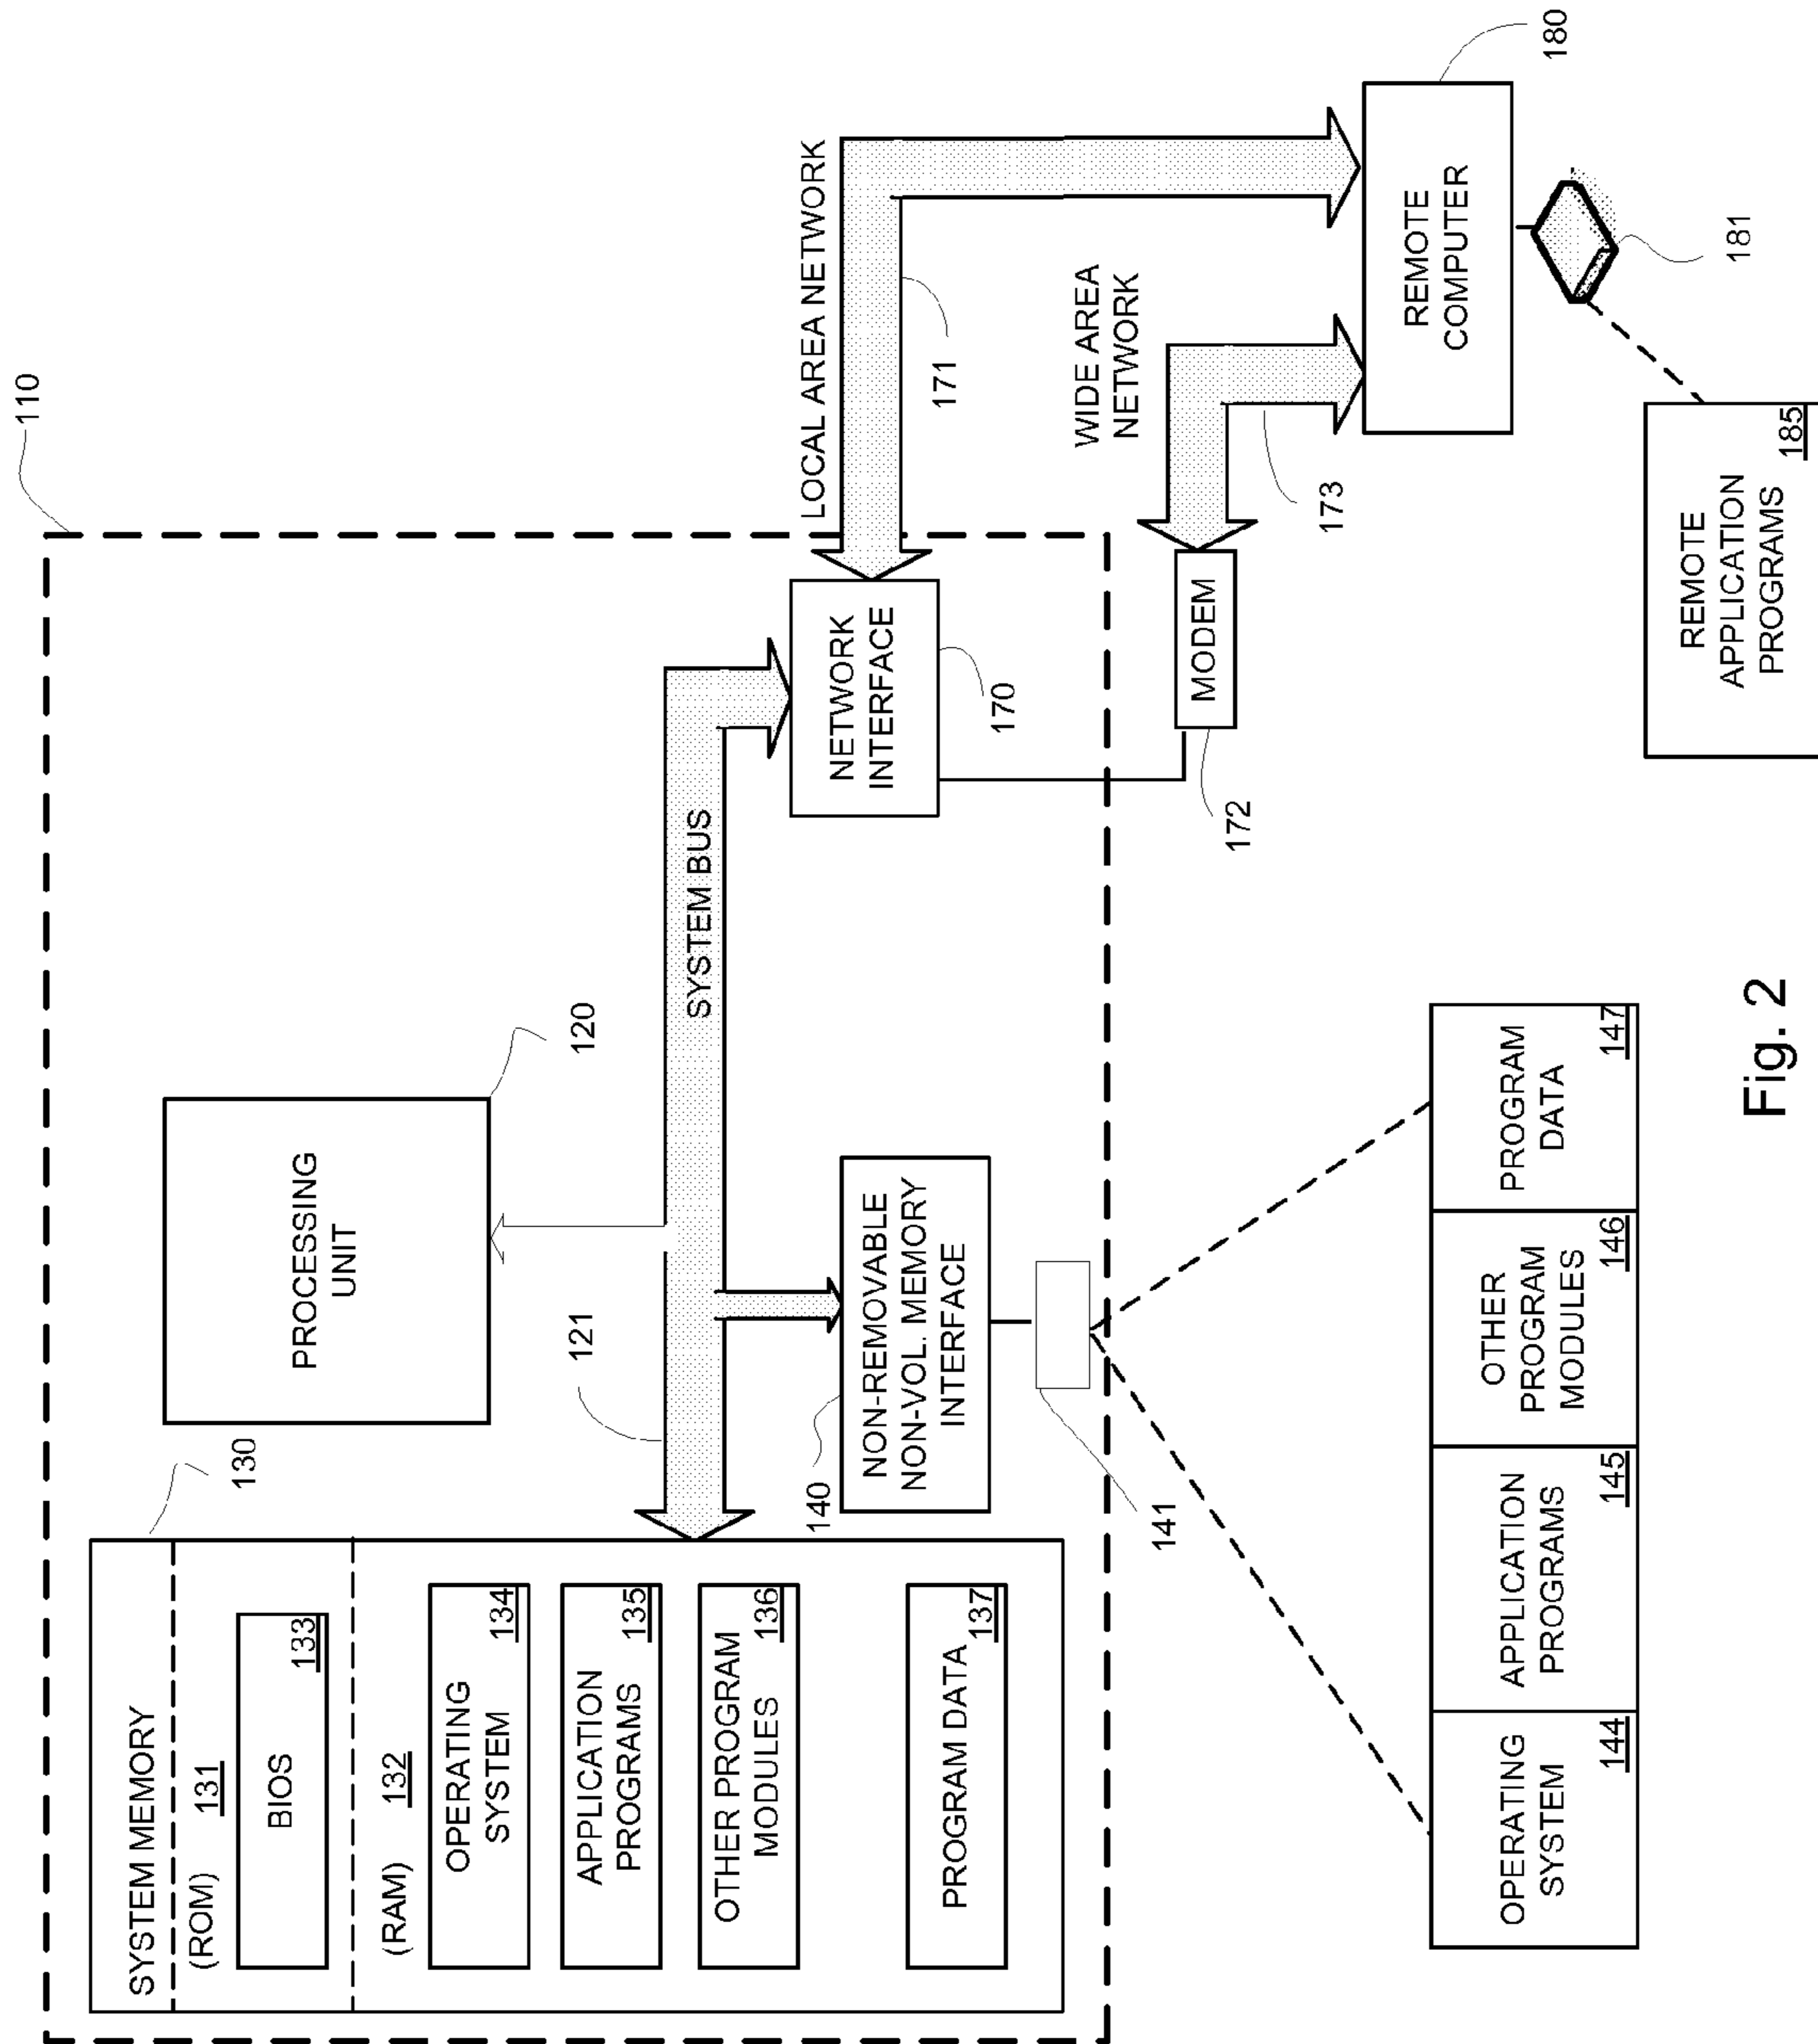 110
SYSTEM MEMORY
(ROM) 131
BIOS
133
(RAM) 132
OPERATING
SYSTEM
134
APPLICATION
PROGRAMS
135
OTHER PROGRAM
MODULES
136
PROGRAM DATA
137
130
PROCESSING
UNIT
120
121
SYSTEM BUS
140
NON-REMOVABLE
NON-VOL. MEMORY
INTERFACE
141
NETWORK
INTERFACE
170
LOCAL AREA NETWORK
171
WIDE AREA
NETWORK
173
MODEM
172
REMOTE
COMPUTER
180
181
REMOTE
APPLICATION
PROGRAMS
185
OPERATING
SYSTEM
144
APPLICATION
PROGRAMS
145
OTHER
PROGRAM
MODULES
146
PROGRAM
DATA
147
Fig. 2